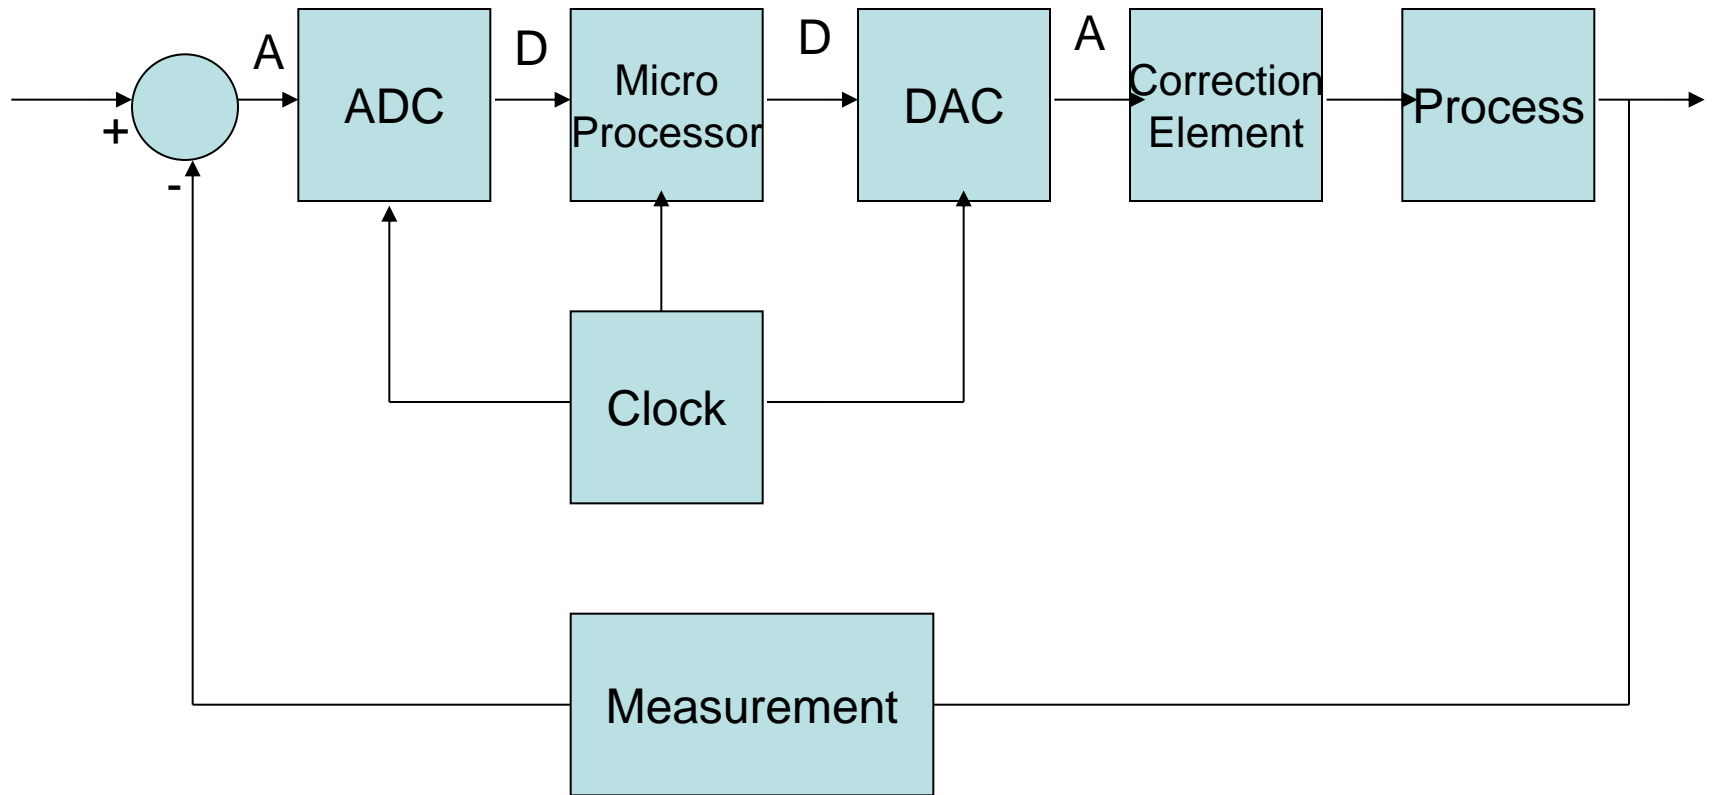 A
D
D
A
ADC
Micro
Processor
DAC
Correction
Element
Process
+
-
Clock
Measurement